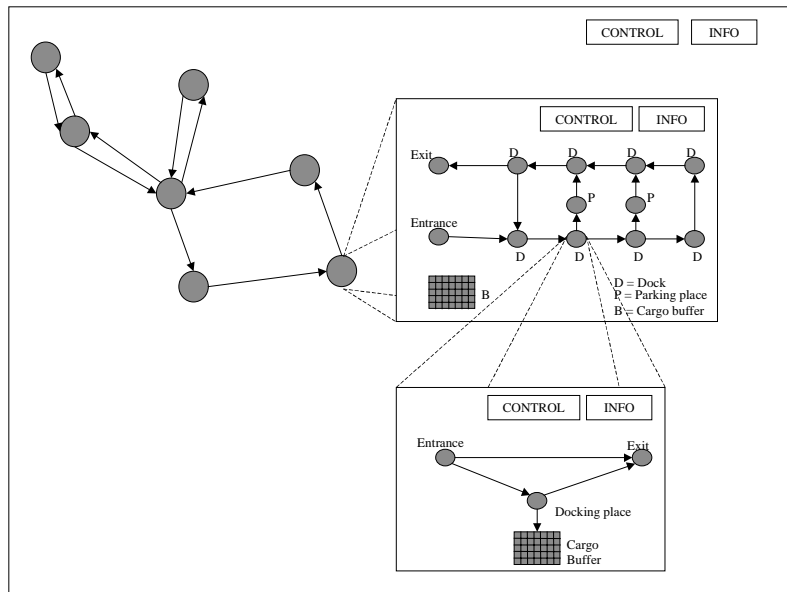 CONTROL INFO
CONTROL INFO
D D D D
Exit
P P
Entrance
D D D D
B
D = Dock
P = Parking place
B = Cargo buffer
CONTROL INFO
Entrance Exit
Docking place
Cargo
Buffer